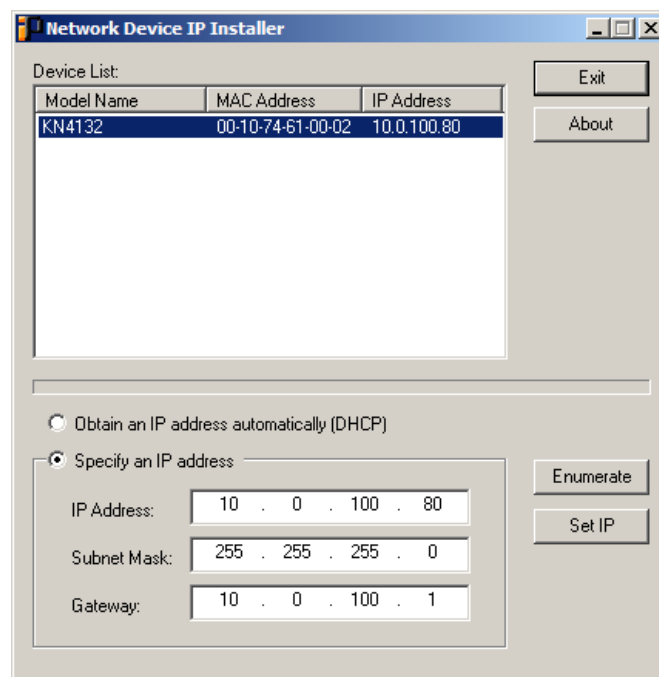 Network Device IP Installer
Device List:
Exit
Model Name MAC Address IP Address
KN4132 00-10-74-61-00-02 10.0.100.80
About
Obtain an IP address automatically (DHCP)
Specify an IP address
Enumerate
IP Address: 10 . 0 . 100 . 80
Set IP
Subnet Mask: 255 . 255 . 255 . 0
Gateway: 10 . 0 . 100 . 1